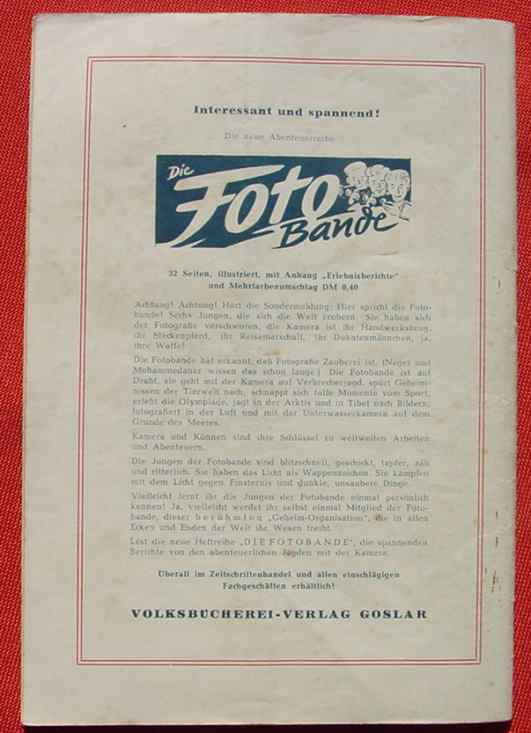 Interessant und spannend!
Die neue Abenteuerreihe
Die
Foto
Bande
32 Seiten, illustriert, mit Anhang „Erlebnisberichte"
und Mehrfarbenumschlag DM 0,40
Achtung! Achtung! Hört die Sondermeldung: Hier spricht die Foto-
bande! Sechs Jungen, die sich die Welt erobern. Sie haben sich
der Fotografie verschworen, die Kamera ist ihr Handwerkszeug,
ihr Steckenpferd, ihr Reisemarschall, ihr Dukatenmännchen, ja,
ihre Waffe!
Die Fotobande hat erkannt, daß Fotografie Zauberei ist. (Neger und
Mohammedaner wissen das schon lange.) Die Fotobande ist auf
Draht, sie geht mit der Kamera auf Verbrecherjagd, spürt Geheim-
nissen der Tierwelt nach, schnappt sich tolle Momente vom Sport,
erlebt die Olympiade, jagt in der Arktis und in Tibet nach Bildern,
fotografiert in der Luft und mit der Unterwasserkamera auf dem
Grunde des Meeres.
Kamera und Können sind ihre Schlüssel zu weltweiten Arbeiten
und Abenteuern.
Die Jungen der Fotobande sind blitzschnell, geschickt, tapfer, zäh
und ritterlich. Sie haben das Licht als Wappenzeichen. Sie kämpfen
mit dem Licht gegen Finsternis und dunkle, unsaubere Dinge.
Vielleicht lernt ihr die Jungen der Fotobande einmal persönlich
kennen! Ja, vielleicht werdet ihr selbst einmal Mitglied der Foto-
bande, dieser berühmten „Geheim-Organisation", die in allen
Ecken und Enden der Welt ihr Wesen treibt.
Lest die neue Heftreihe „DIE FOTOBANDE", die spannenden
Berichte von den abenteuerlichen Jagden mit der Kamera.
Überall im Zeitschriftenhandel und allen einschlägigen
Fachgeschäften erhältlich!
VOLKSBÜCHEREI-VERLAG GOSLAR